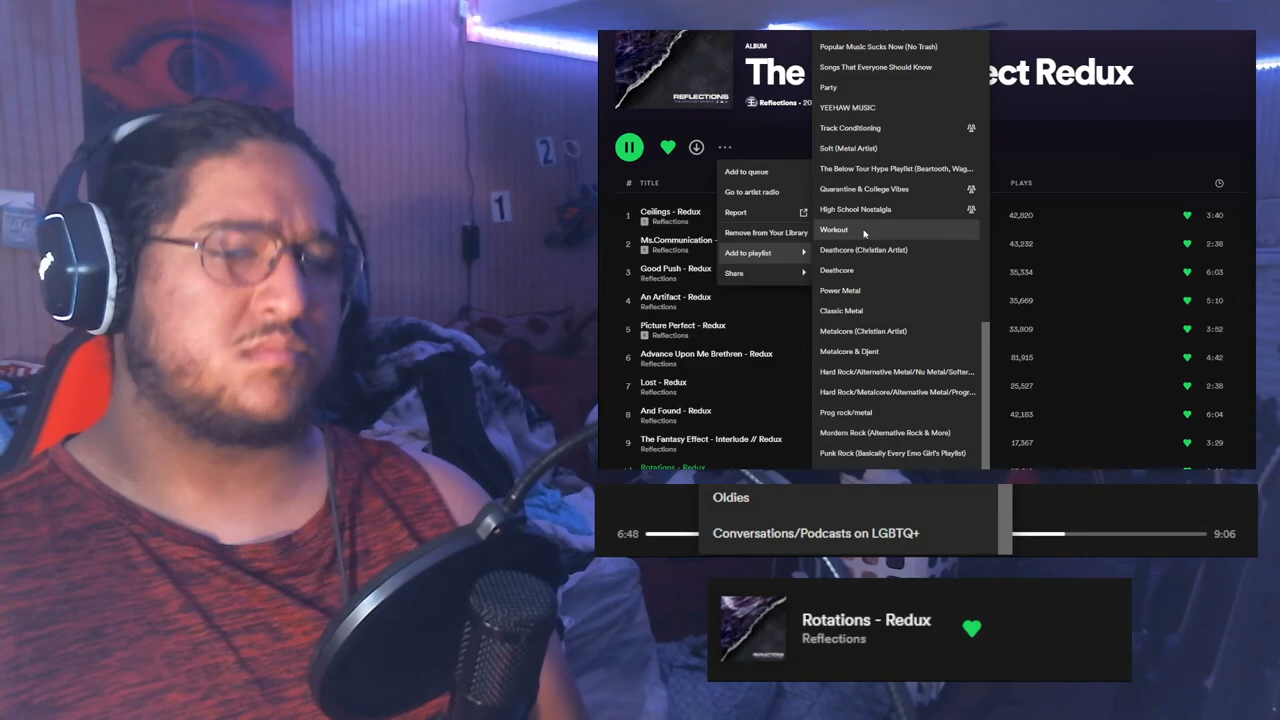 ALBUM
The
ect Redux
REFLECTIONS
Reflections • 20
Popular Music Sucks Now (No Trash)
Songs That Everyone Should Know
Party
YEEHAW MUSIC
Track Conditioning
Soft (Metal Artist)
The Below Tour Hype Playlist (Beartooth, Wag...
Quarantine & College Vibes
High School Nostalgia
Workout
Deathcore (Christian Artist)
Deathcore
Power Metal
Classic Metal
Metalcore (Christian Artist)
Metalcore & Djent
Hard Rock/Alternative Metal/Nu Metal/Softer...
Hard Rock/Metalcore/Alternative Metal/Progr...
Prog rock/metal
Mordern Rock (Alternative Rock & More)
Punk Rock (Basically Every Emo Girl's Playlist)
Add to queue
Go to artist radio
Report
Remove from Your Library
Add to playlist
Share
# TITLE PLAYS
1 Ceilings - Redux 42,820 3:40
E Reflections
2 Ms.Communication - 43,232 2:38
E Reflections
3 Good Push - Redux 35,334 6:03
Reflections
4 An Artifact - Redux 35,669 5:10
Reflections
5 Picture Perfect - Redux 33,809 3:52
E Reflections
6 Advance Upon Me Brethren - Redux 81,915 4:42
Reflections
7 Lost - Redux 25,527 2:38
Reflections
8 And Found - Redux 42,183 6:04
Reflections
9 The Fantasy Effect - Interlude // Redux 17,367 3:29
Reflections
Rotations - Redux
Oldies
6:48 Conversations/Podcasts on LGBTQ+ 9:06
Rotations - Redux
Reflections
2
1